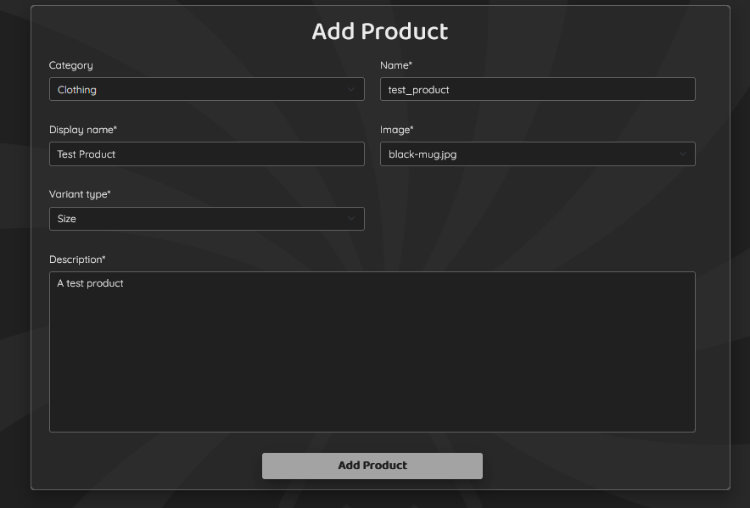 Add Product
Category
Name*
Clothing
test_product
Display name*
Image*
Test Product
black-mug.jpg
Variant type*
Size
Description*
A test product
Add Product